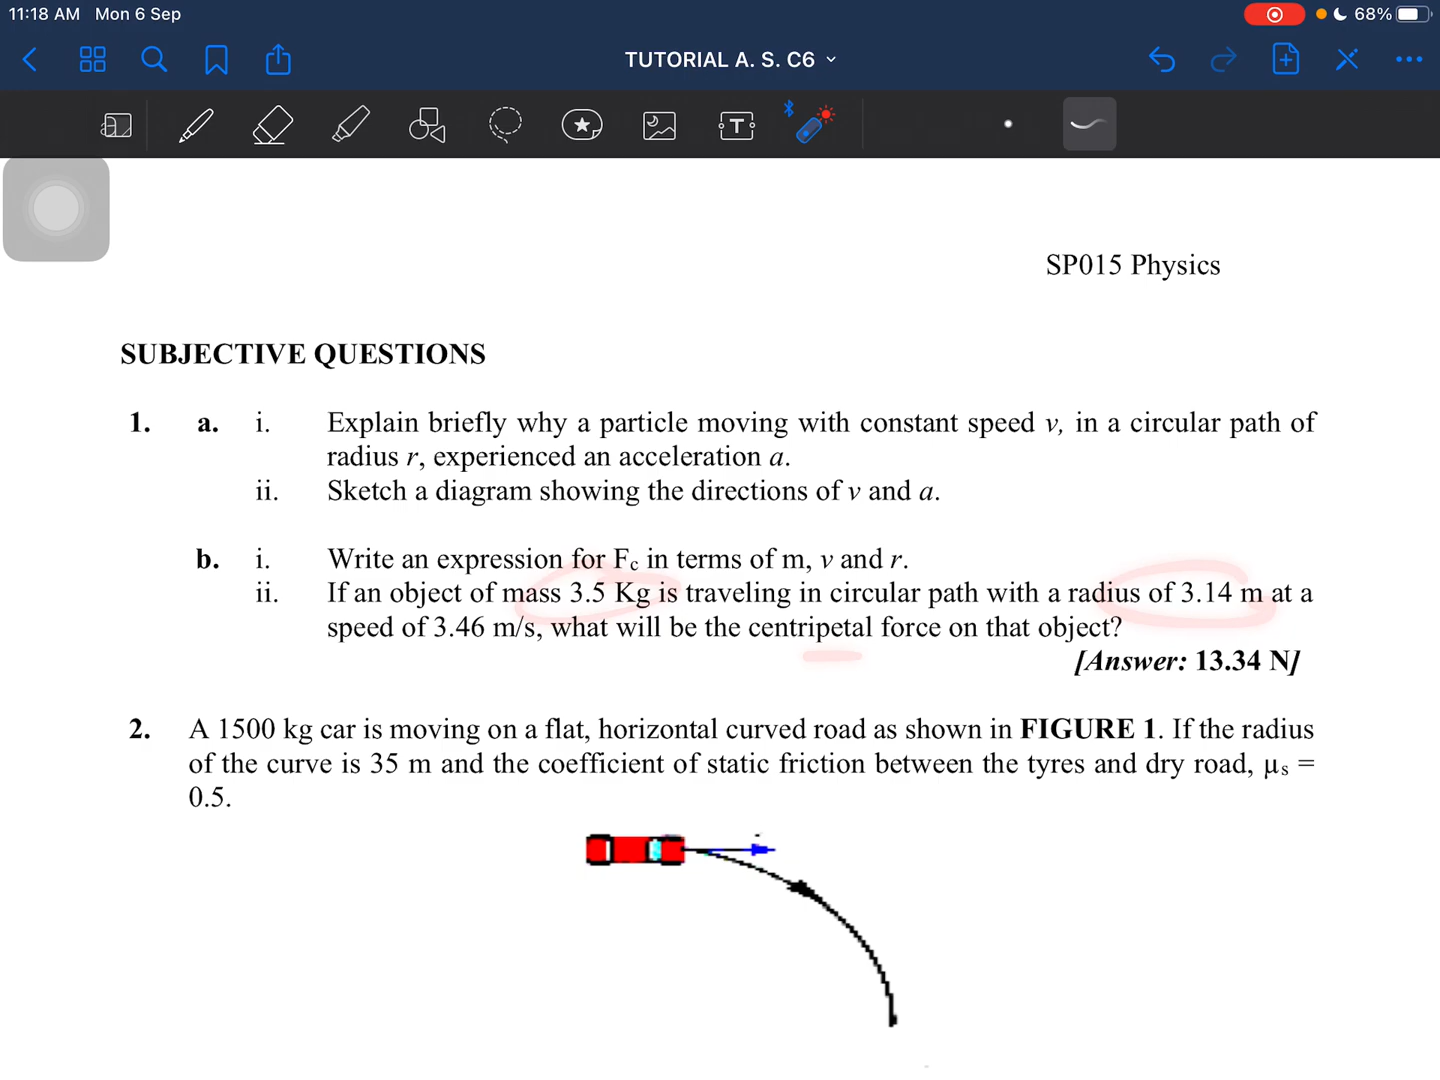 11:18 AM Mon 6 Sep
68%
TUTORIAL A. S. C6
T
SP015 Physics
SUBJECTIVE QUESTIONS
1. a. i. Explain briefly why a particle moving with constant speed v, in a circular path of
radius r, experienced an acceleration a.
ii. Sketch a diagram showing the directions of v and a.
b. i. Write an expression for Fc in terms of m, v and r.
ii. If an object of mass 3.5 Kg is traveling in circular path with a radius of 3.14 m at a
speed of 3.46 m/s, what will be the centripetal force on that object?
[Answer: 13.34 N]
2. A 1500 kg car is moving on a flat, horizontal curved road as shown in FIGURE 1. If the radius
of the curve is 35 m and the coefficient of static friction between the tyres and dry road, μs =
0.5.